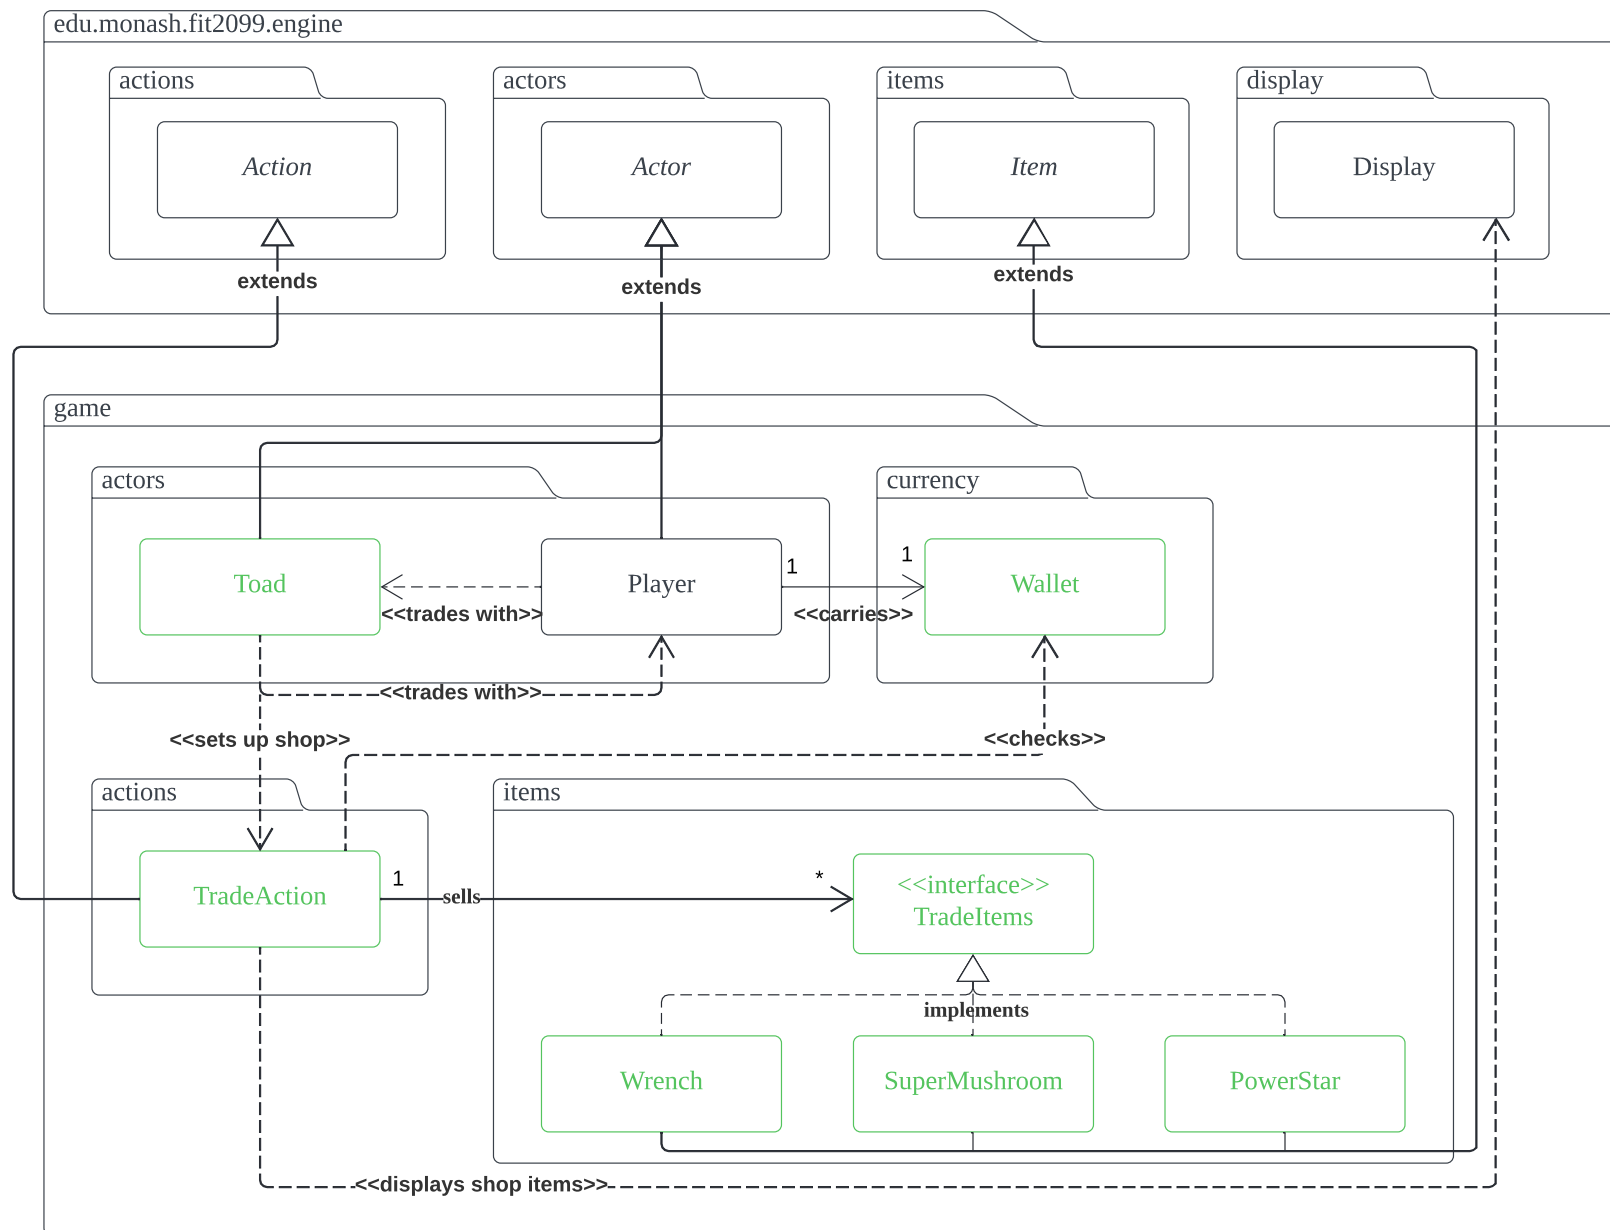 edu.monash.fit2099.engine
actions
actors
items
display
Action
Actor
Item
Display
extends
extends
extends
game
actors
currency
Toad
Player
Wallet
1
1
<<trades with>>
<<carries>>
<<trades with>>
<<sets up shop>>
<<checks>>
actions
items
TradeAction
1
sells
*
<<interface>>
TradeItems
implements
Wrench
SuperMushroom
PowerStar
<<displays shop items>>